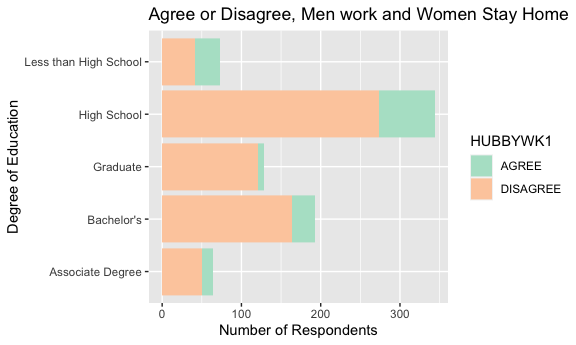 Agree or Disagree, Men work and Women Stay Home
Less than High School
High School
Graduate
Bachelor's
Associate Degree
Degree of Education
0 100 200 300
Number of Respondents
HUBBYWK1
AGREE
DISAGREE